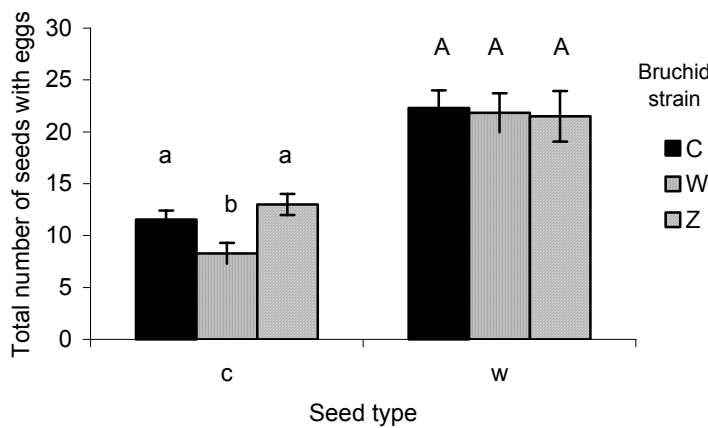 Total number of seeds with eggs
30
25
20
15
10
5
0
a
b
a
A
A
A
c
w
Seed type
Bruchid
strain
C
W
Z